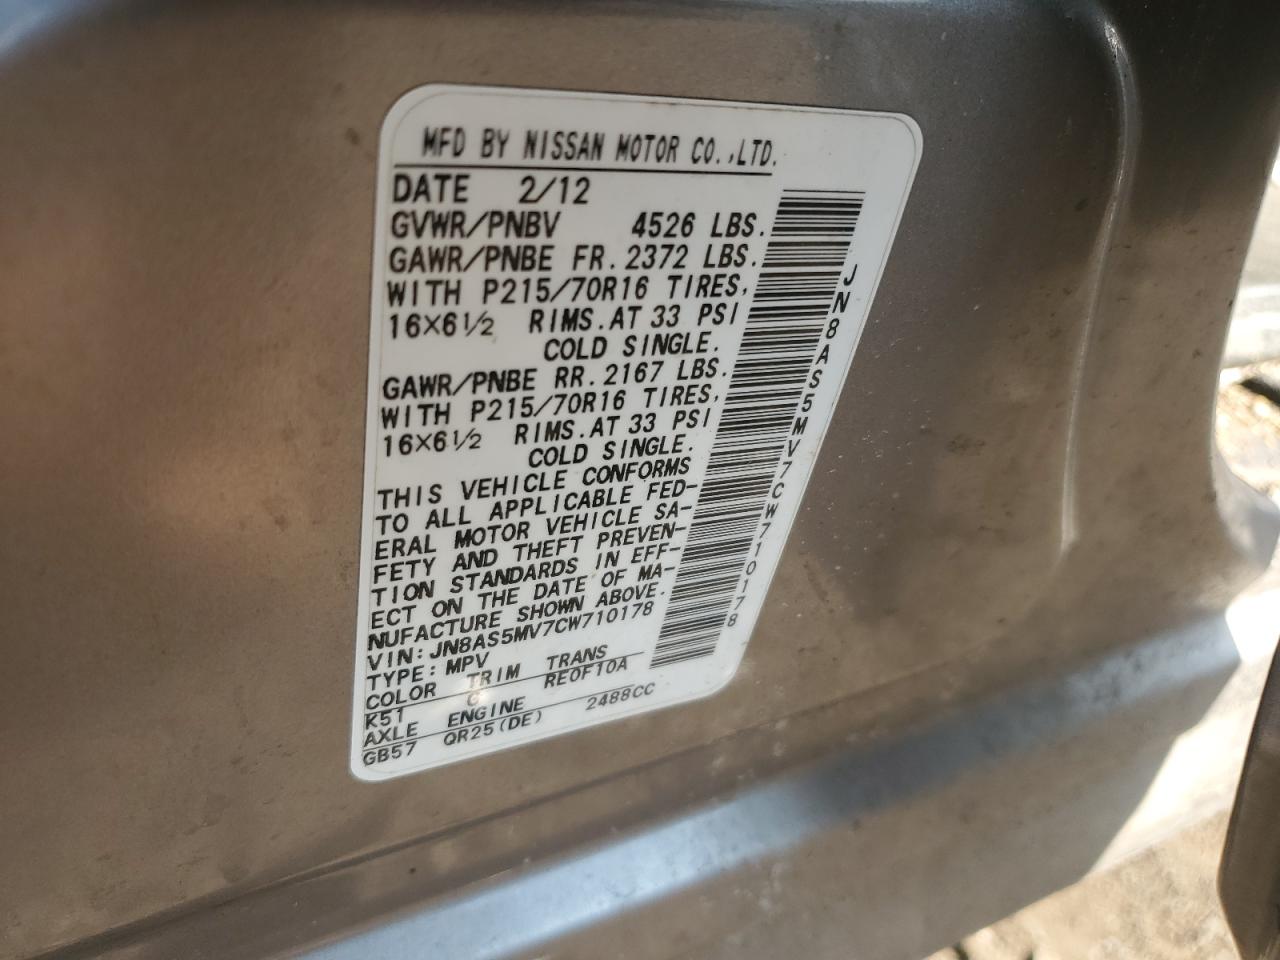 MFD BY NISSAN MOTOR CO.,LTD.
DATE 2/12
GVWR/PNBV 4526 LBS.
GAWR/PNBE FR. 2372 LBS.
WITH P215/70R16 TIRES,
16×6½ RIMS. AT 33 PSI
COLD SINGLE.
GAWR/PNBE RR. 2167 LBS.
WITH P215/70R16 TIRES,
16×6½ RIMS. AT 33 PSI
COLD SINGLE.
THIS VEHICLE CONFORMS
TO ALL APPLICABLE FED-
ERAL MOTOR VEHICLE SA-
FETY AND THEFT PREVEN-
TION STANDARDS IN EFF-
ECT ON THE DATE OF MA-
NUFACTURE SHOWN ABOVE.
VIN: JN8AS5MV7CW710178
TYPE: MPV
COLOR TRIM TRANS
K51 G RE0F10A
AXLE ENGINE
GB57 QR25(DE) 2488CC
JN8AS5MV7CW710178